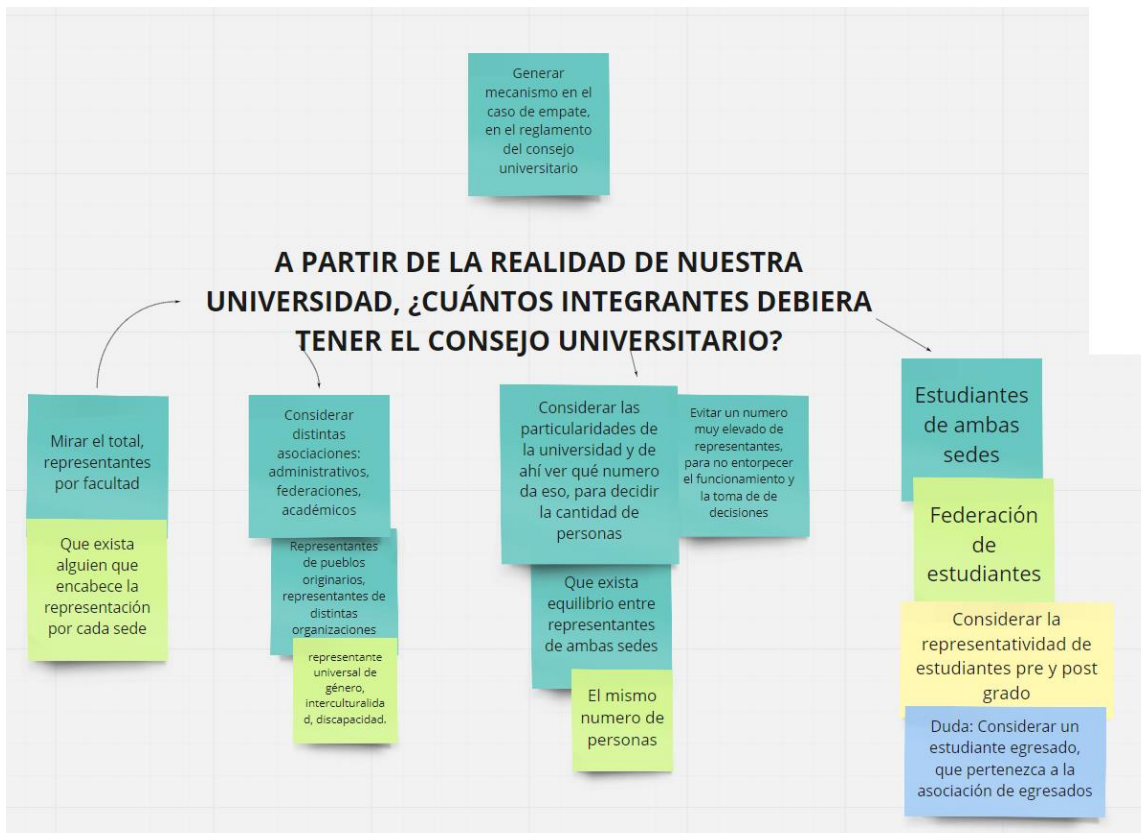 Generar
mecanismo en el
caso de empate,
en el reglamento
del consejo
universitario
A PARTIR DE LA REALIDAD DE NUESTRA
UNIVERSIDAD, ¿CUÁNTOS INTEGRANTES DEBIERA
TENER EL CONSEJO UNIVERSITARIO?
Mirar el total,
representantes
por facultad
Que exista
alguien que
encabece la
representación
por cada sede
Considerar
distintas
asociaciones:
administrativos,
federaciones,
académicos
Representantes
de pueblos
originarios,
representantes de
distintas
organizaciones
representante
universal de
género,
interculturalida
d, discapacidad.
Considerar las
particularidades de
la universidad y de
ahí ver qué numero
da eso, para decidir
la cantidad de
personas
Evitar un numero
muy elevado de
representantes,
para no entorpecer
el funcionamiento y
la toma de de
decisiones
Que exista
equilibrio entre
representantes
de ambas sedes
El mismo
numero de
personas
Estudiantes
de ambas
sedes
Federación
de
estudiantes
Considerar la
representatividad de
estudiantes pre y post
grado
Duda: Considerar un
estudiante egresado,
que pertenezca a la
asociación de egresados